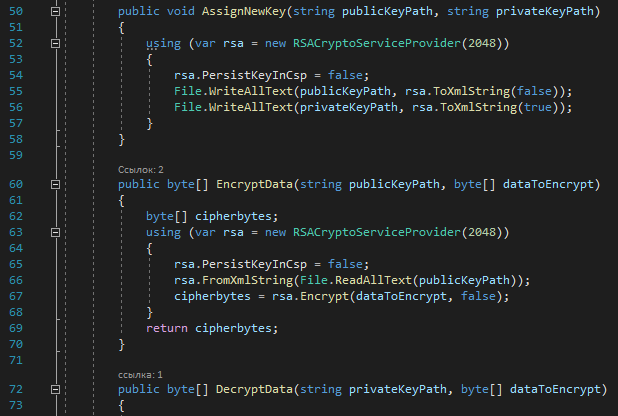 50 public void AssignNewKey(string publicKeyPath, string privateKeyPath)
51 {
52 using (var rsa = new RSACryptoServiceProvider(2048))
53 {
54 rsa.PersistKeyInCsp = false;
55 File.WriteAllText(publicKeyPath, rsa.ToXmlString(false));
56 File.WriteAllText(privateKeyPath, rsa.ToXmlString(true));
57 }
58 }
59
Ссылок: 2
60 public byte[] EncryptData(string publicKeyPath, byte[] dataToEncrypt)
61 {
62 byte[] cipherbytes;
63 using (var rsa = new RSACryptoServiceProvider(2048))
64 {
65 rsa.PersistKeyInCsp = false;
66 rsa.FromXmlString(File.ReadAllText(publicKeyPath));
67 cipherbytes = rsa.Encrypt(dataToEncrypt, false);
68 }
69 return cipherbytes;
70 }
71
ссылка: 1
72 public byte[] DecryptData(string privateKeyPath, byte[] dataToEncrypt)
73 {